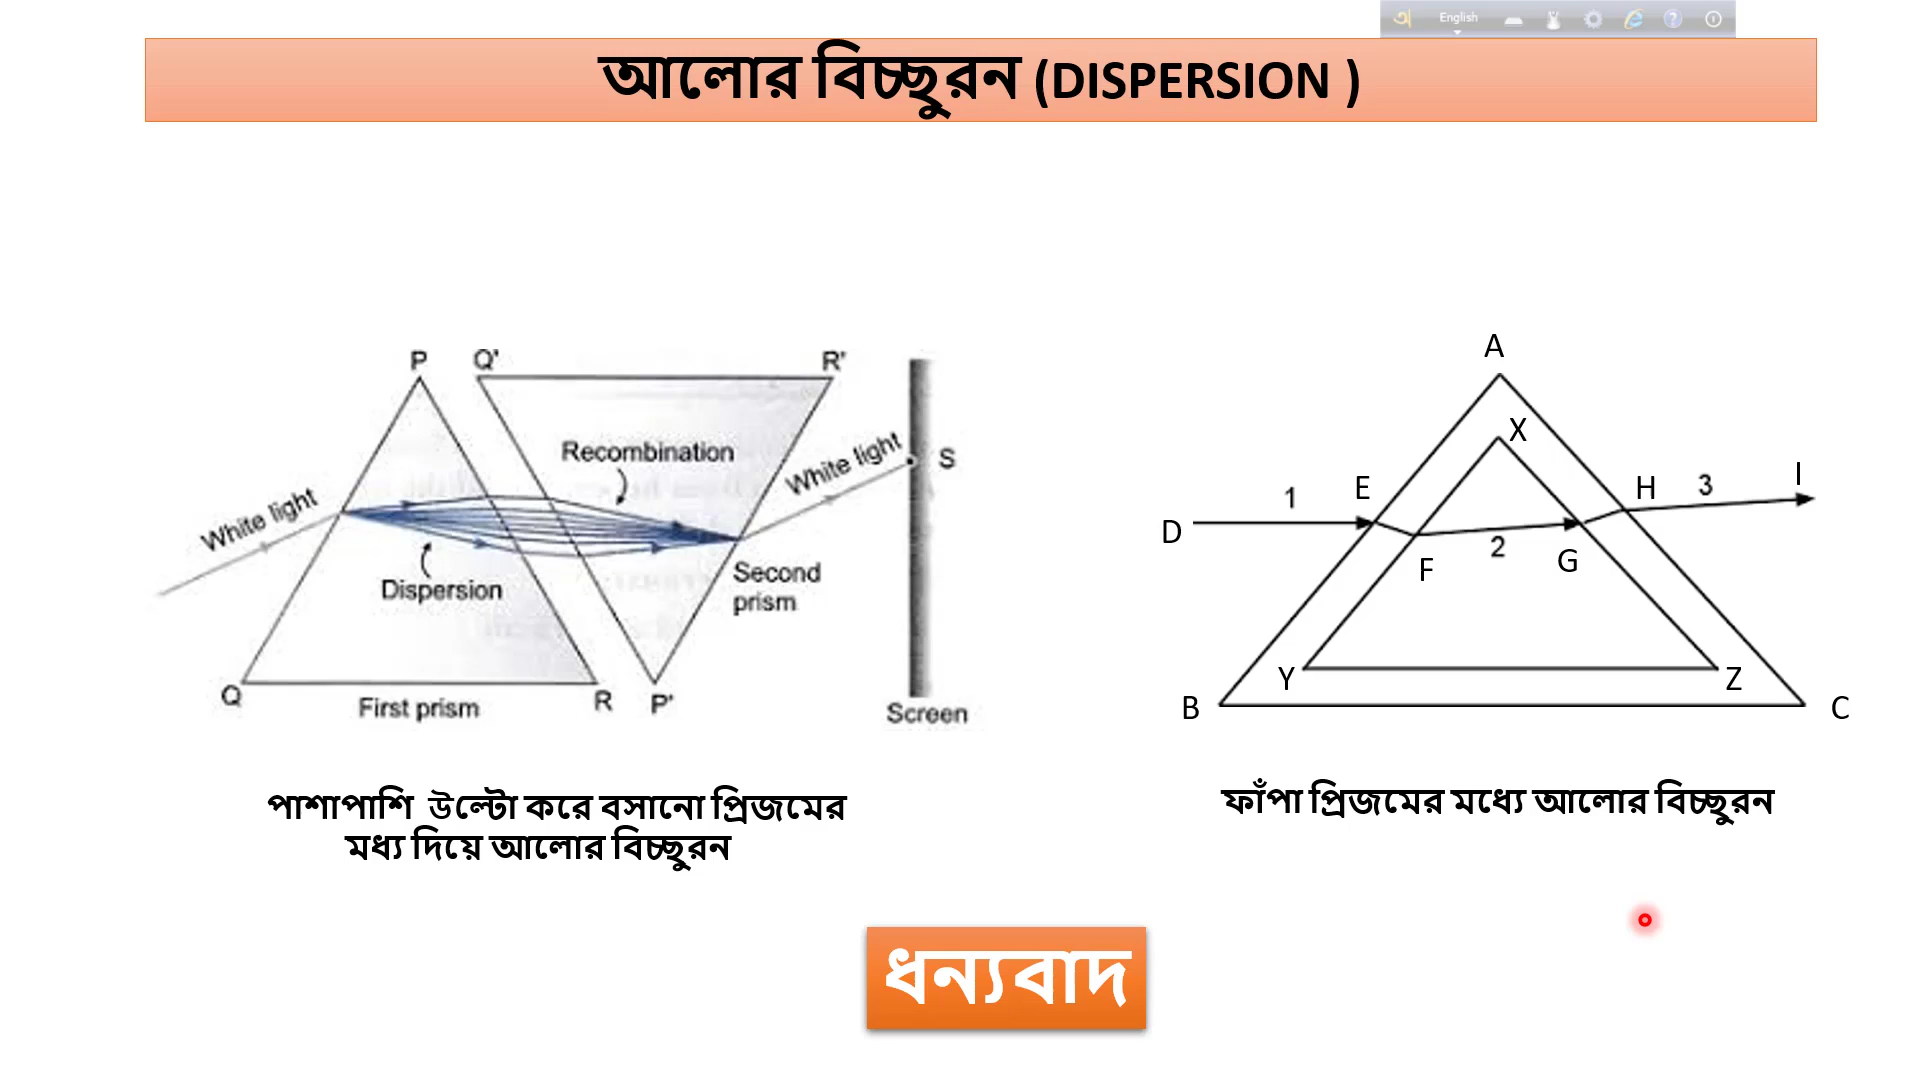 English
আলোর বিচ্ছুরন (DISPERSION )
P
Q'
R'
Recombination
White light
S
White light
Dispersion
Second
prism
Q
First prism
R
P'
Screen
A
X
E
H
3
I
1
D
2
F
G
Y
Z
B
C
পাশাপাশি উল্টো করে বসানো প্রিজমের
মধ্য দিয়ে আলোর বিচ্ছুরন
ফাঁপা প্রিজমের মধ্যে আলোর বিচ্ছুরন
ধন্যবাদ